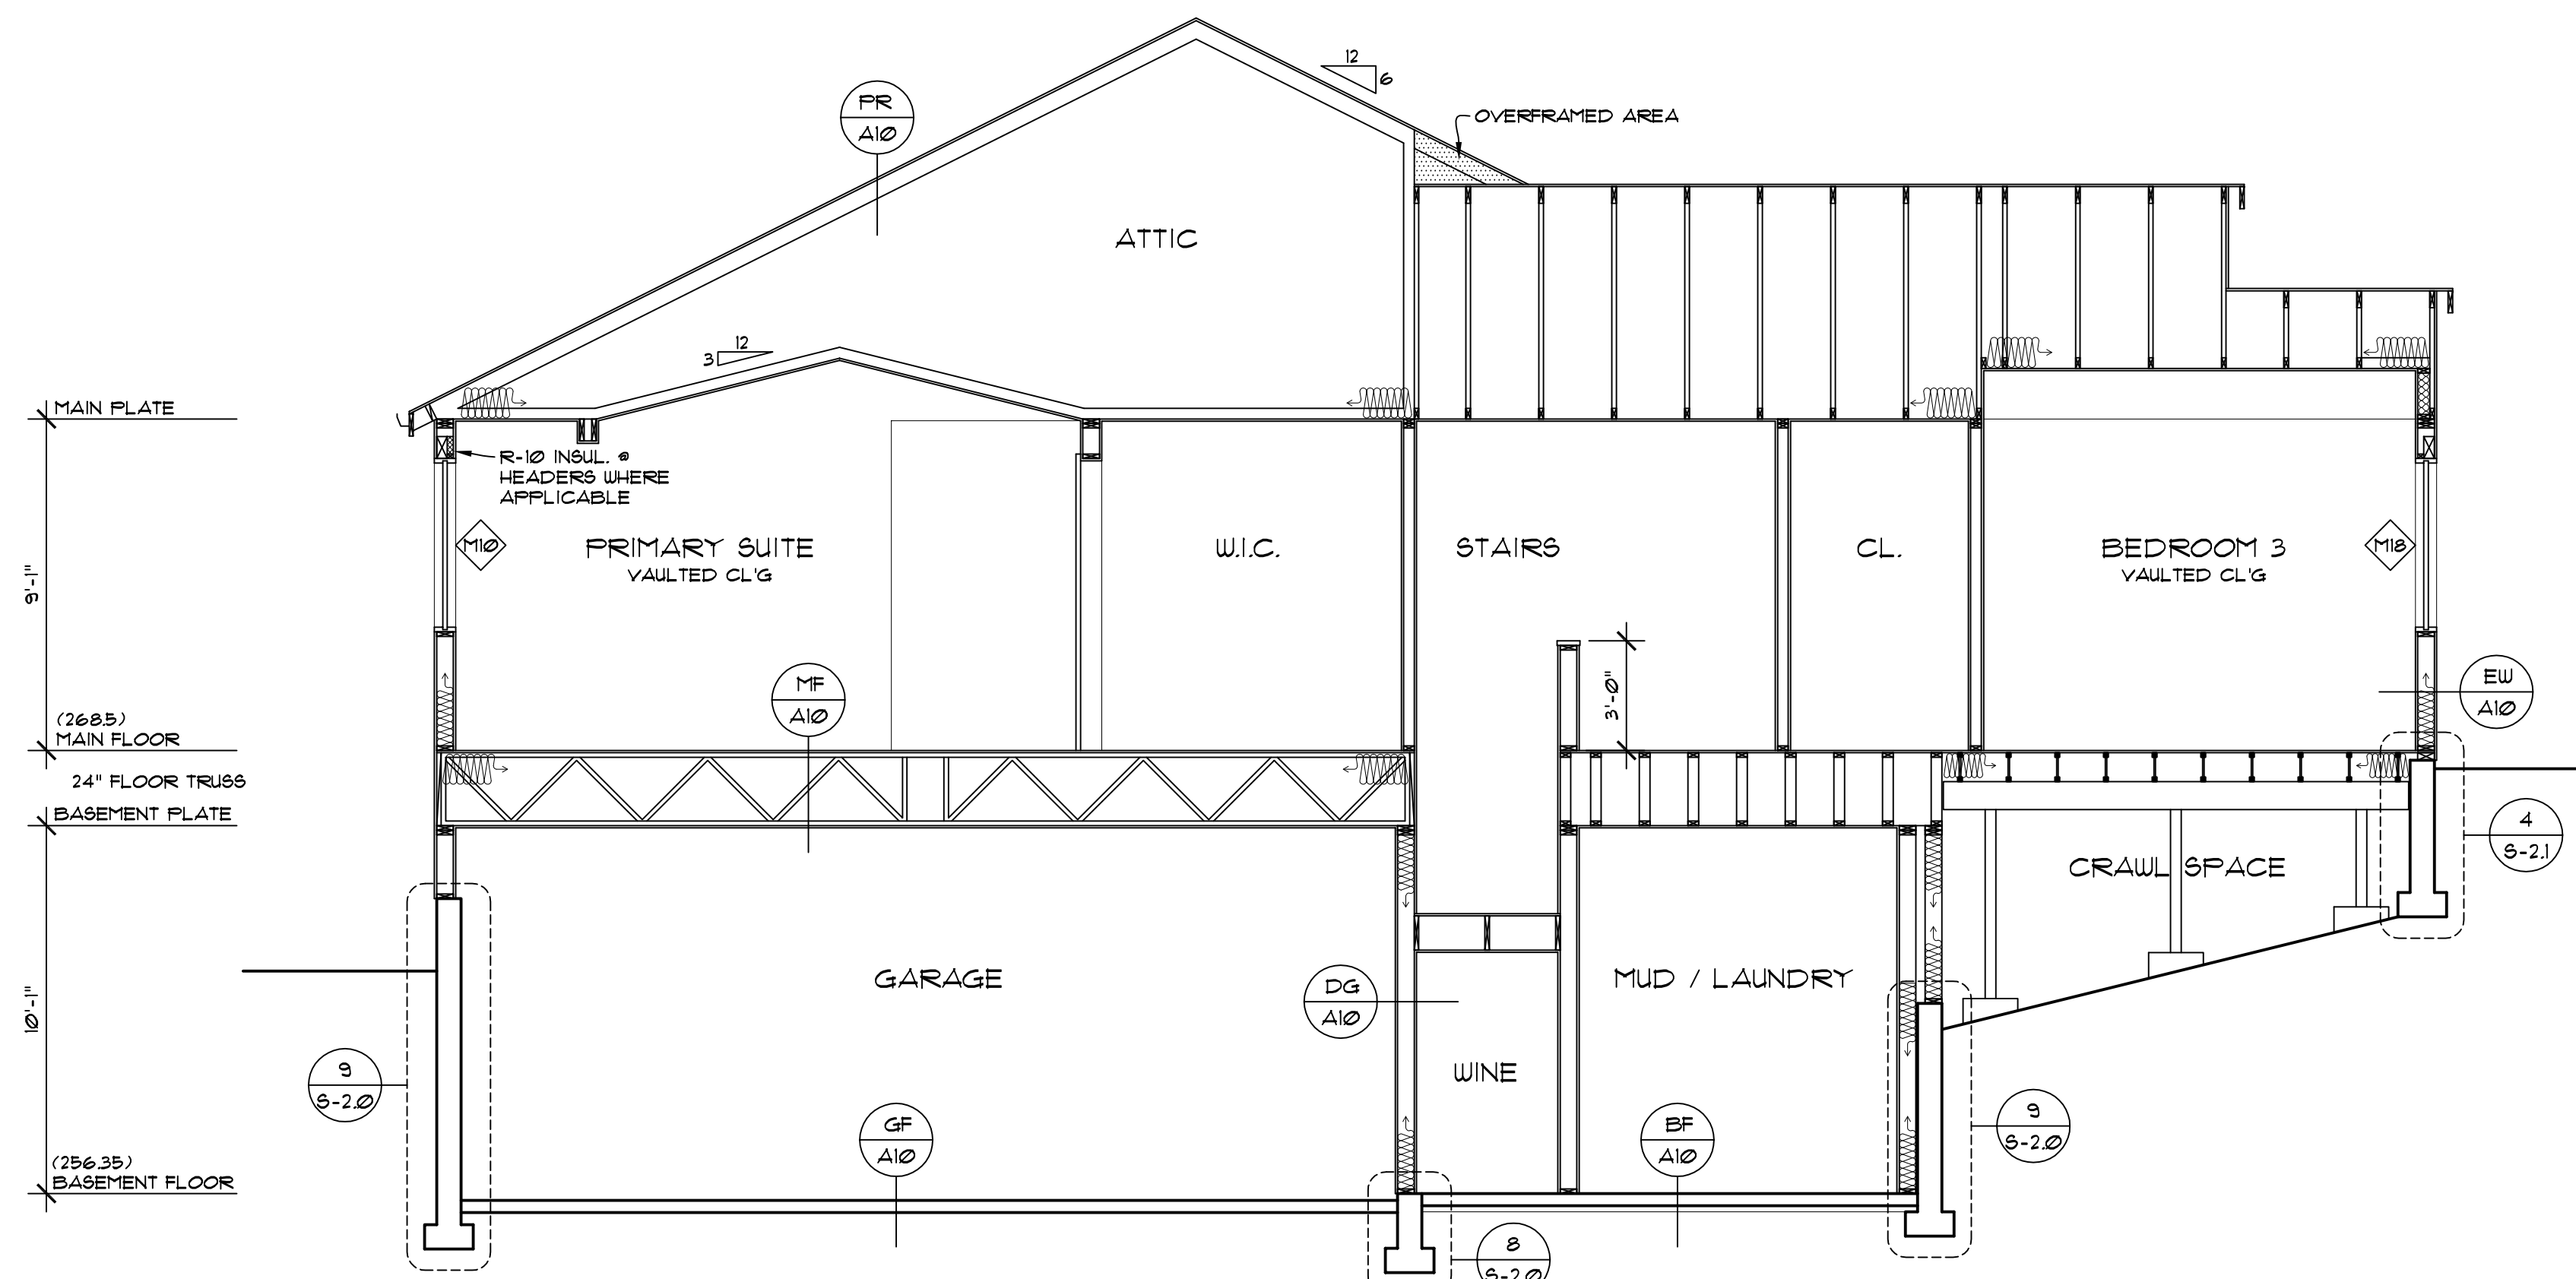 12
6
PR
A10
OVERFRAMED AREA
ATTIC
12
3
MAIN PLATE
R-10 INSUL. @
HEADERS WHERE
APPLICABLE
M10
PRIMARY SUITE
VAULTED CL'G
W.I.C.
STAIRS
CL.
BEDROOM 3
VAULTED CL'G
M18
9'-1"
MF
A10
3'-0"
EW
A10
(268.5)
MAIN FLOOR
24" FLOOR TRUSS
BASEMENT PLATE
4
S-2.1
CRAWL SPACE
GARAGE
DG
A10
MUD / LAUNDRY
10'-1"
9
S-2.0
WINE
GF
A10
BF
A10
9
S-2.0
(256.35)
BASEMENT FLOOR
8
S-2.0